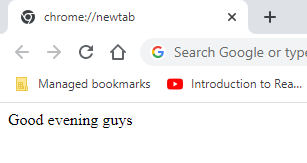 chrome://newtab
Search Google or type
Managed bookmarks Introduction to Rea...
Good evening guys